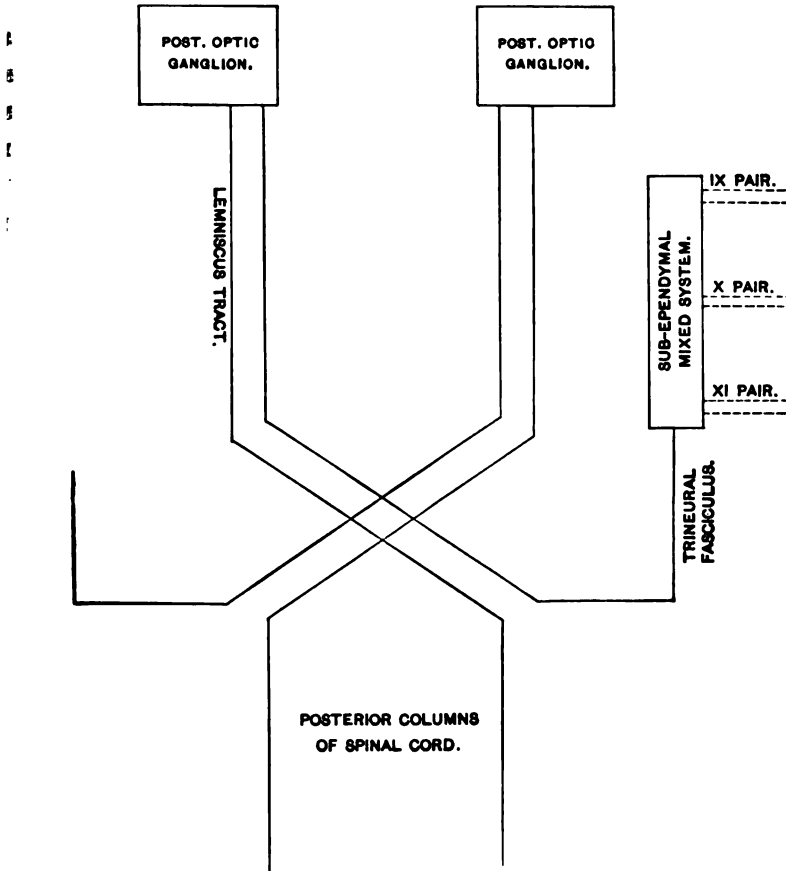 POST. OPTIC
GANGLION.
POST. OPTIC
GANGLION.
LEMNISCUS TRACT.
SUB-EPENDYMAL
MIXED SYSTEM.
IX PAIR.
X PAIR.
XI PAIR.
TRINEURAL
FASCICULUS.
POSTERIOR COLUMNS
OF SPINAL CORD.